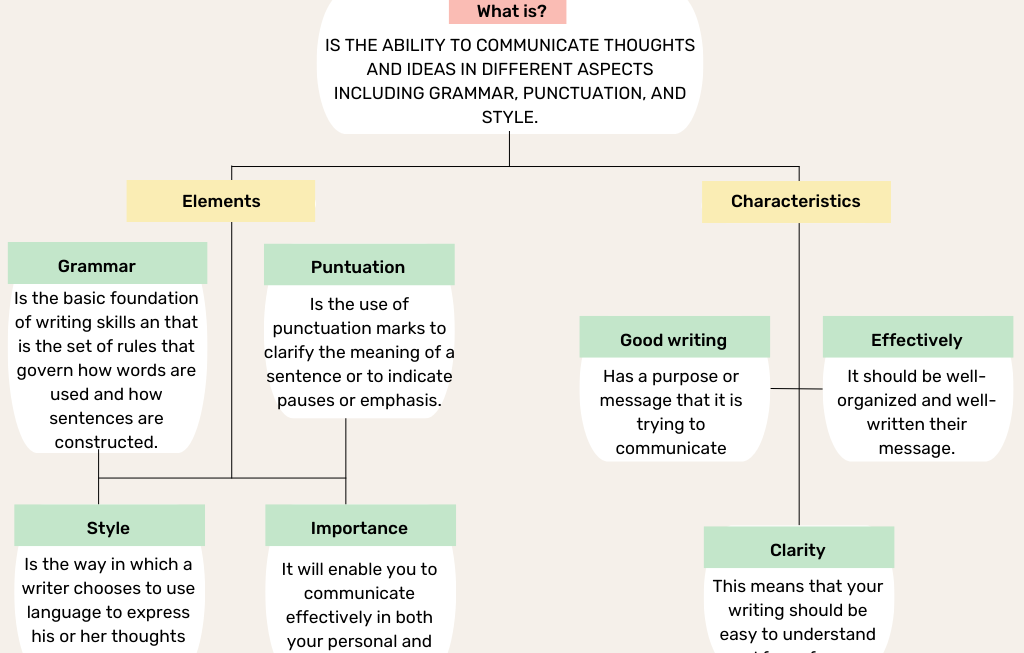 What is?
IS THE ABILITY TO COMMUNICATE THOUGHTS
AND IDEAS IN DIFFERENT ASPECTS
INCLUDING GRAMMAR, PUNCTUATION, AND
STYLE.
Elements
Characteristics
Grammar
Is the basic foundation
of writing skills an that
is the set of rules that
govern how words are
used and how
sentences are
constructed.
Puntuation
Is the use of
punctuation marks to
clarify the meaning of a
sentence or to indicate
pauses or emphasis.
Good writing
Has a purpose or
message that it is
trying to
communicate
Effectively
It should be well-
organized and well-
written their
message.
Style
Is the way in which a
writer chooses to use
language to express
his or her thoughts
Importance
It will enable you to
communicate
effectively in both
your personal and
Clarity
This means that your
writing should be
easy to understand